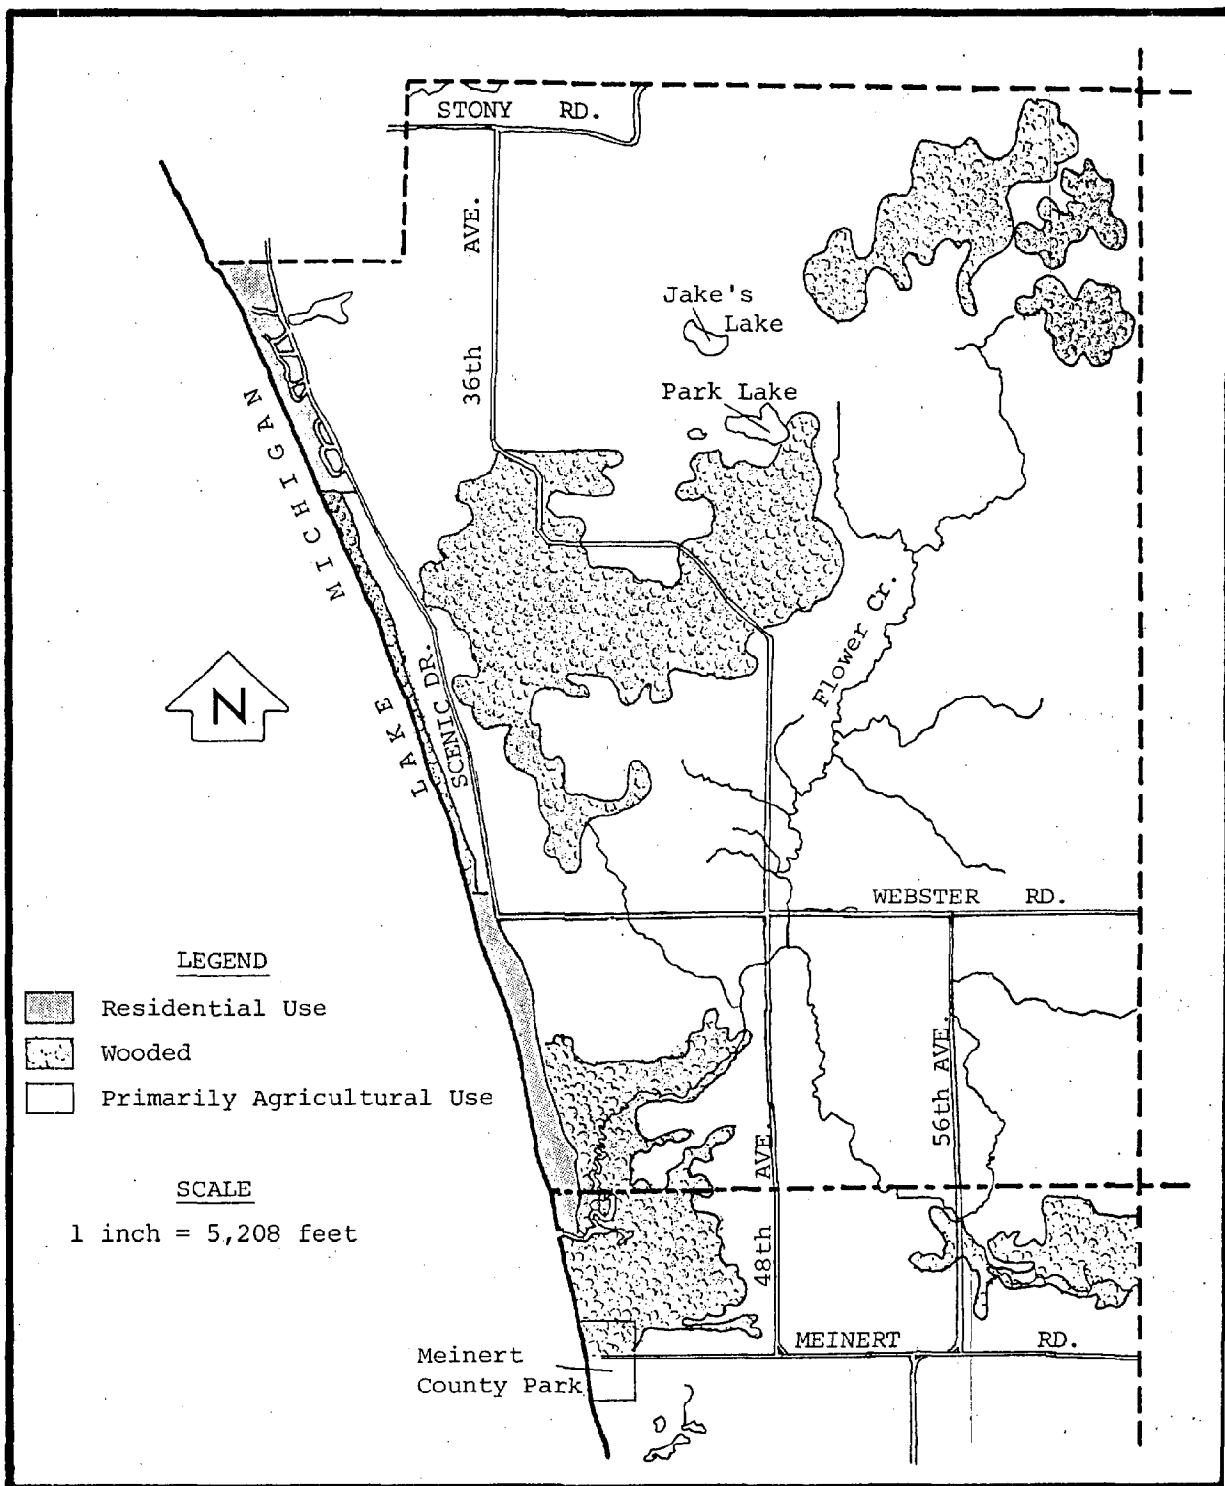 STONY RD.
36th AVE.
Jake's
Lake
Park Lake
LAKE MICHIGAN
SCENIC DR.
Flower Cr.
N
WEBSTER RD.
LEGEND
Residential Use
Wooded
Primarily Agricultural Use
56th AVE.
48th AVE.
SCALE
1 inch = 5,208 feet
MEINERT RD.
Meinert
County Park